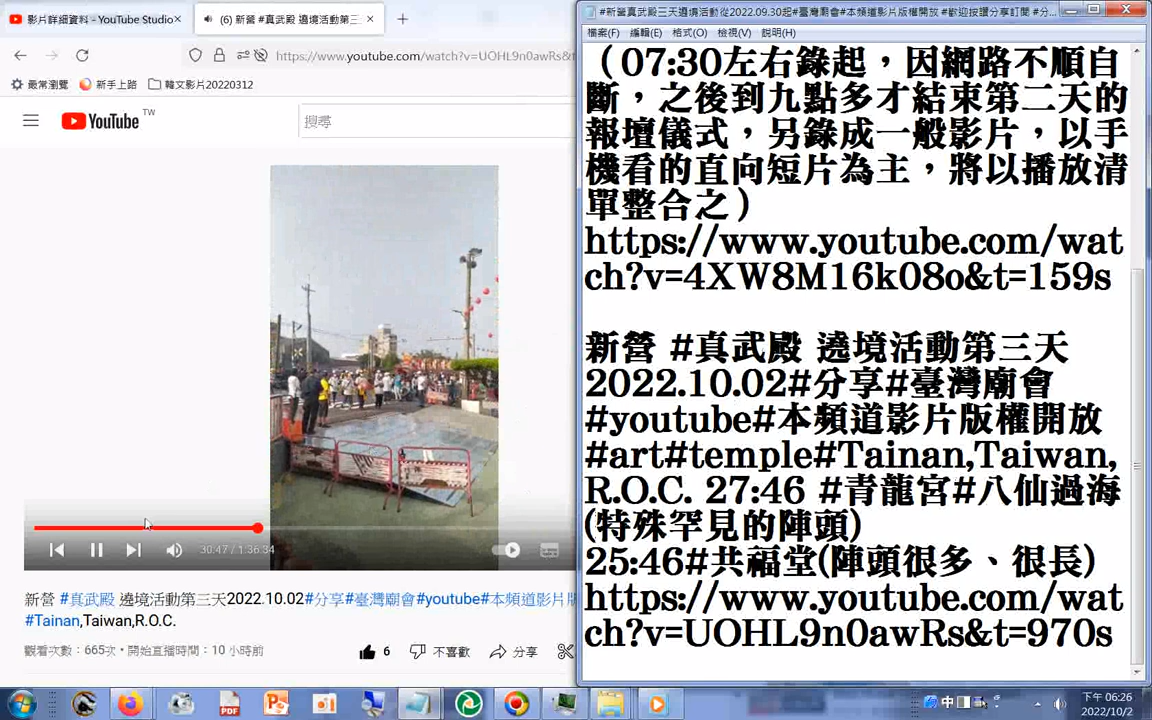 影片詳細資料 - YouTube Studio
(6) 新營 #真武殿 遶境活動第三
#新營真武殿三天遶境活動從2022.09.30起#臺灣廟會#本頻道影片版權開放 #歡迎按讚分享訂閱 #分...
https://www.youtube.com/watch?v=UOHL9n0awRs&t
最常瀏覽
新手上路
韓文影片20220312
YouTube TW
搜尋
30:47 / 1:36:34
新營 #真武殿 遶境活動第三天2022.10.02#分享#臺灣廟會#youtube#本頻道影片版
#Tainan,Taiwan,R.O.C.
觀看次數：665次 • 開始直播時間：10 小時前
6
不喜歡
分享
檔案(F) 編輯(E) 格式(O) 檢視(V) 說明(H)
（07:30左右錄起，因網路不順自
斷，之後到九點多才結束第二天的
報壇儀式，另錄成一般影片，以手
機看的直向短片為主，將以播放清
單整合之）
https://www.youtube.com/wat
ch?v=4XW8M16k08o&t=159s
新營 #真武殿 遶境活動第三天
2022.10.02#分享#臺灣廟會
#youtube#本頻道影片版權開放
#art#temple#Tainan,Taiwan,
R.O.C. 27:46 #青龍宮#八仙過海
(特殊罕見的陣頭)
25:46#共福堂(陣頭很多、很長)
https://www.youtube.com/wat
ch?v=UOHL9n0awRs&t=970s
PDF
中
下午 06:26
2022/10/2